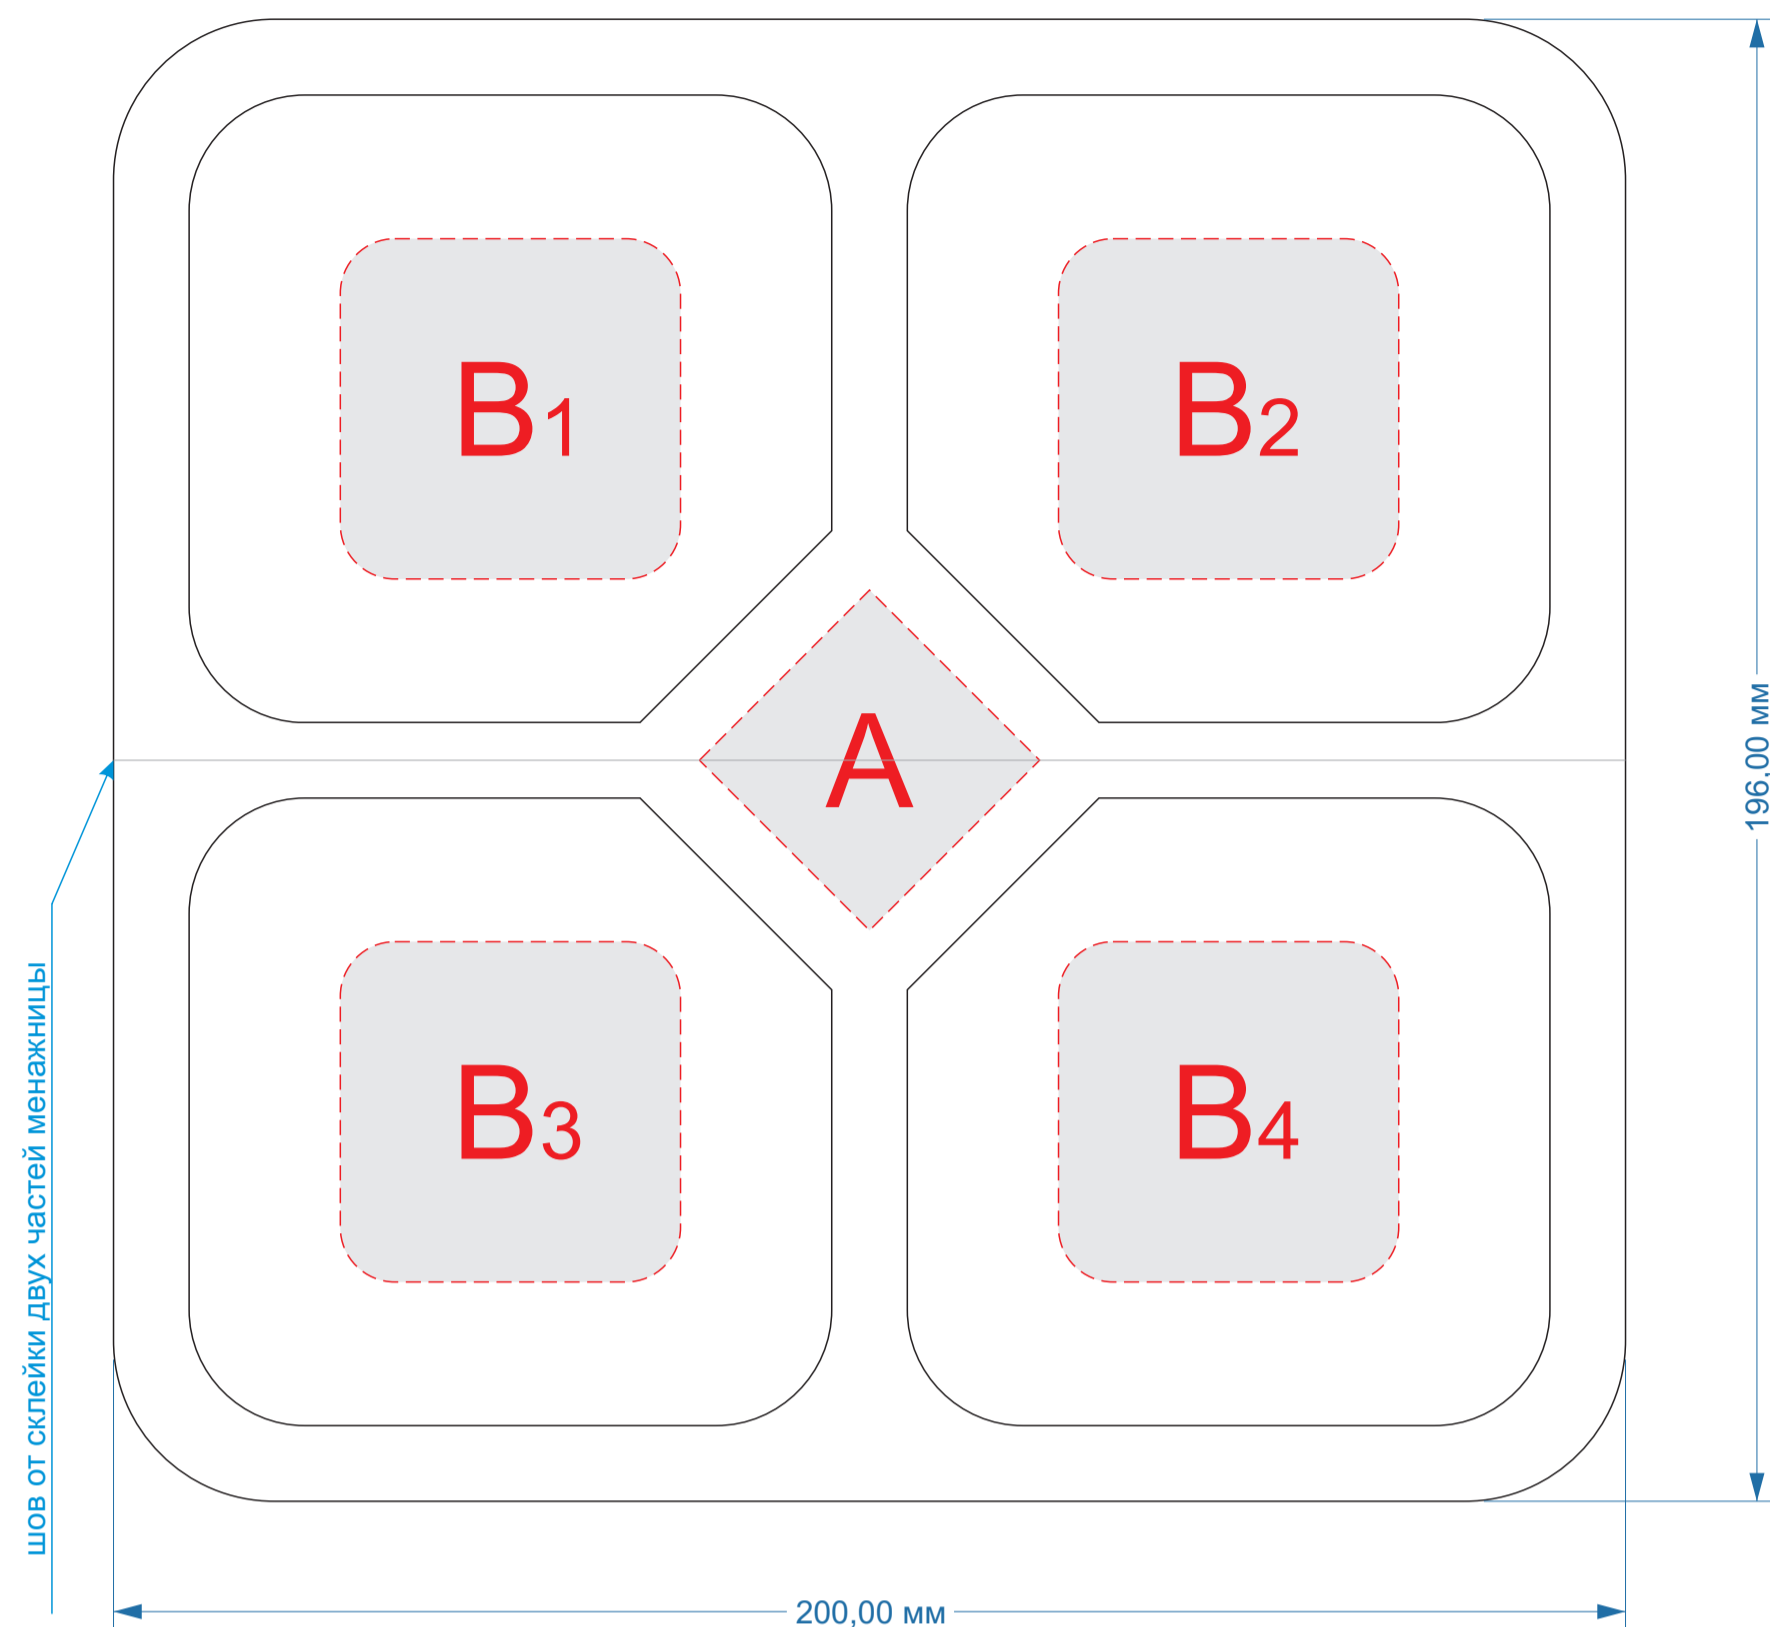 B1
B2
A
B3
B4
196,00 мм
шов от склейки двух частей менажницы
200,00 мм